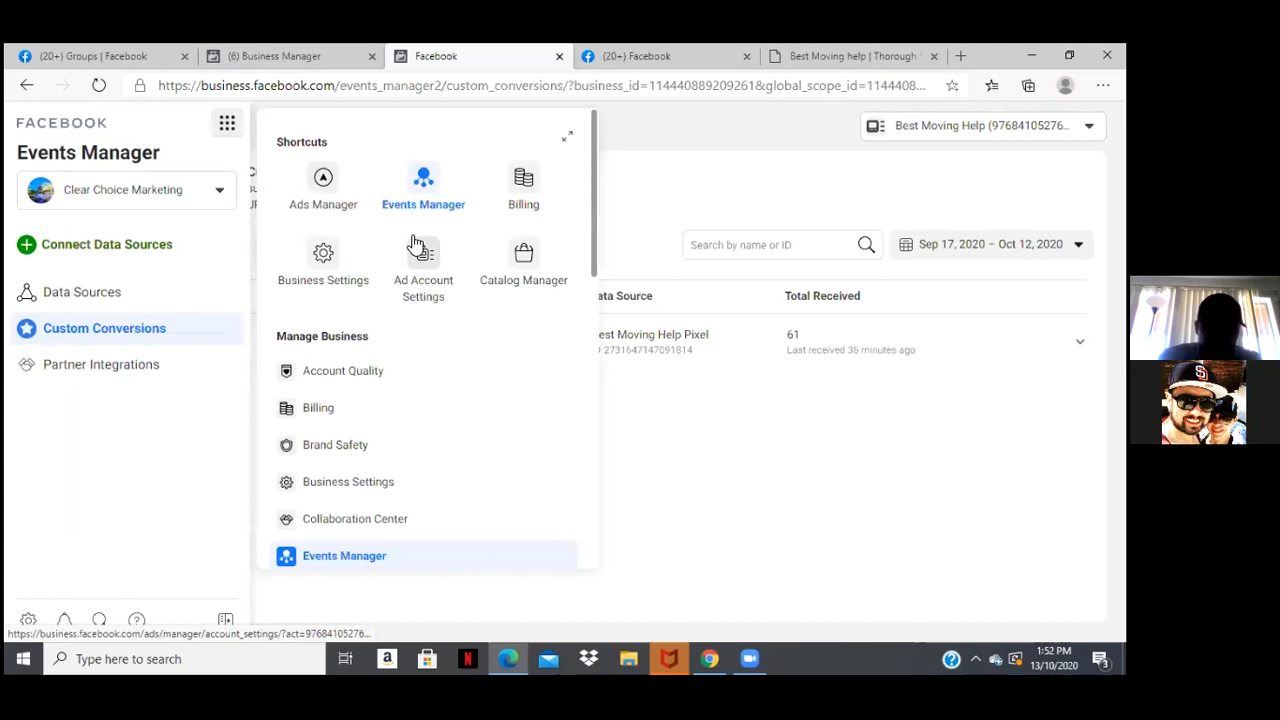 (20+) Groups | Facebook
(6) Business Manager
Facebook
(20+) Facebook
Best Moving help | Thorough
https://business.facebook.com/events_manager2/custom_conversions/?business_id=114440889209261&global_scope_id=1144408...
FACEBOOK
Events Manager
Clear Choice Marketing
Connect Data Sources
Data Sources
Custom Conversions
Partner Integrations
Shortcuts
Ads Manager
Events Manager
Billing
Business Settings
Ad Account
Settings
Catalog Manager
Manage Business
Account Quality
Billing
Brand Safety
Business Settings
Collaboration Center
Events Manager
Best Moving Help (97684105276...
Search by name or ID
Sep 17, 2020 – Oct 12, 2020
ata Source
Total Received
est Moving Help Pixel
61
2731647147091814
Last received 36 minutes ago
https://business.facebook.com/ads/manager/account_settings/?act=97684105276...
Type here to search
1:52 PM
13/10/2020
3